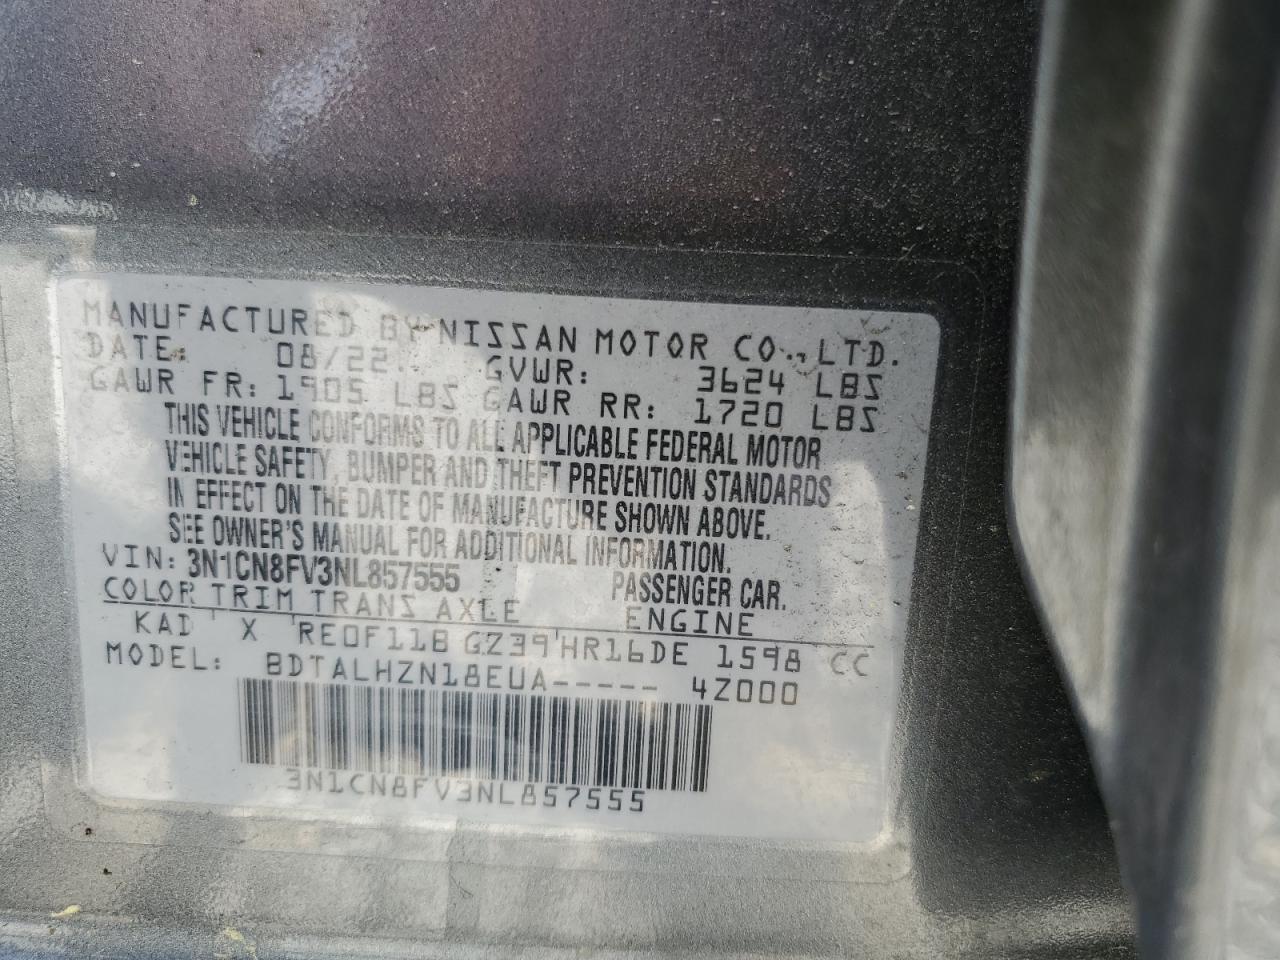 MANUFACTURED BY NISSAN MOTOR CO., LTD.
DATE: 08/22 GVWR: 3624 LBS
GAWR FR: 1905 LBS GAWR RR: 1720 LBS
THIS VEHICLE CONFORMS TO ALL APPLICABLE FEDERAL MOTOR
VEHICLE SAFETY, BUMPER AND THEFT PREVENTION STANDARDS
IN EFFECT ON THE DATE OF MANUFACTURE SHOWN ABOVE.
SEE OWNER'S MANUAL FOR ADDITIONAL INFORMATION.
VIN: 3N1CN8FV3NL857555 PASSENGER CAR.
COLOR TRIM TRANS AXLE ENGINE
KAD X RE0F11B GZ39 HR16DE 1598 CC
MODEL: BDTALHZN18EUA----- 4Z000
3N1CN8FV3NL857555